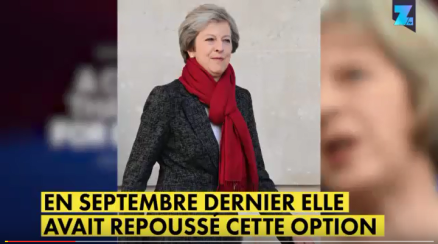 EN SEPTEMBRE DERNIER ELLE
AVAIT REPOUSSÉ CETTE OPTION